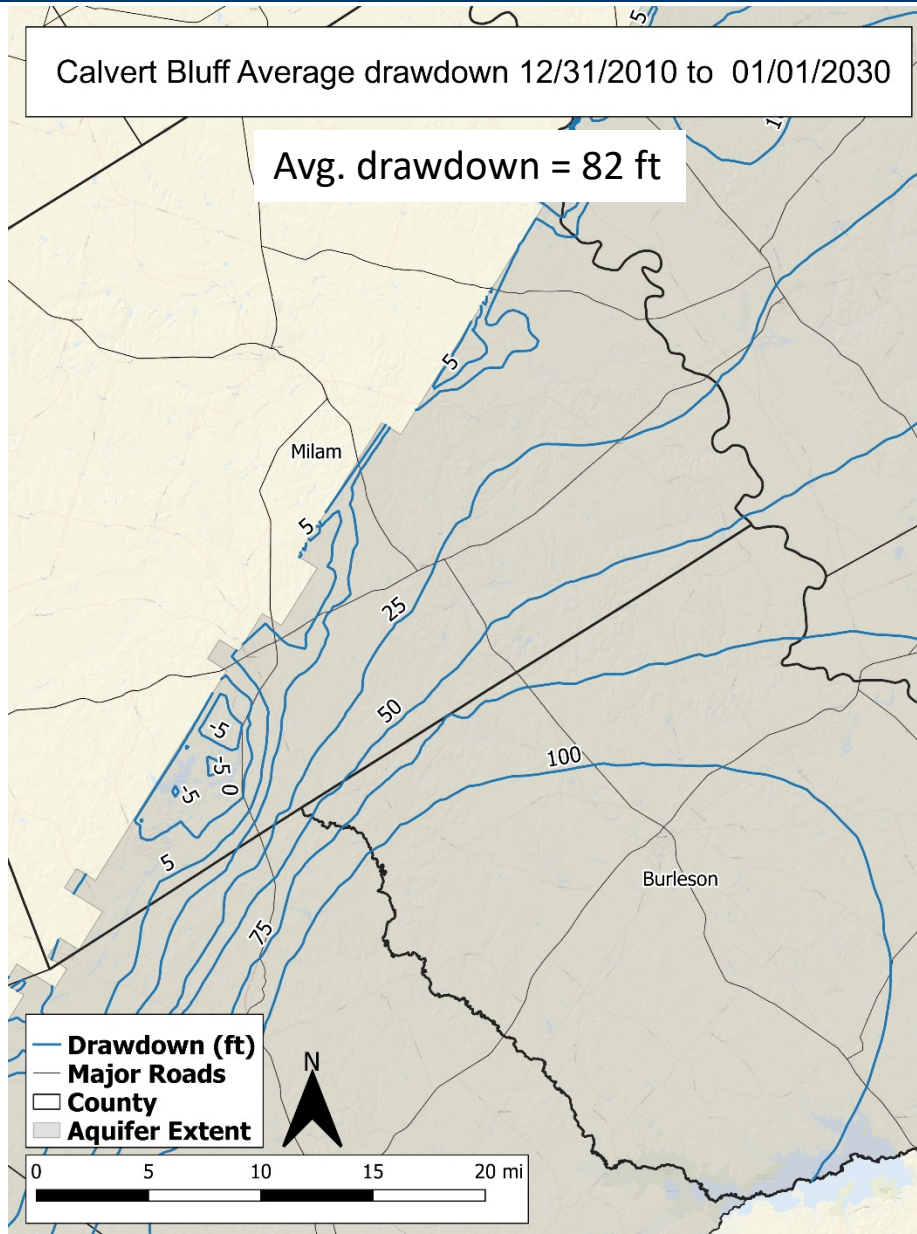 5
Calvert Bluff Average drawdown 12/31/2010 to 01/01/2030
Avg. drawdown = 82 ft
5
Milam
5
25
50
-5
-5
0
-5
100
5
Burleson
75
Drawdown (ft)
Major Roads
County
Aquifer Extent
N
0 5 10 15 20 mi